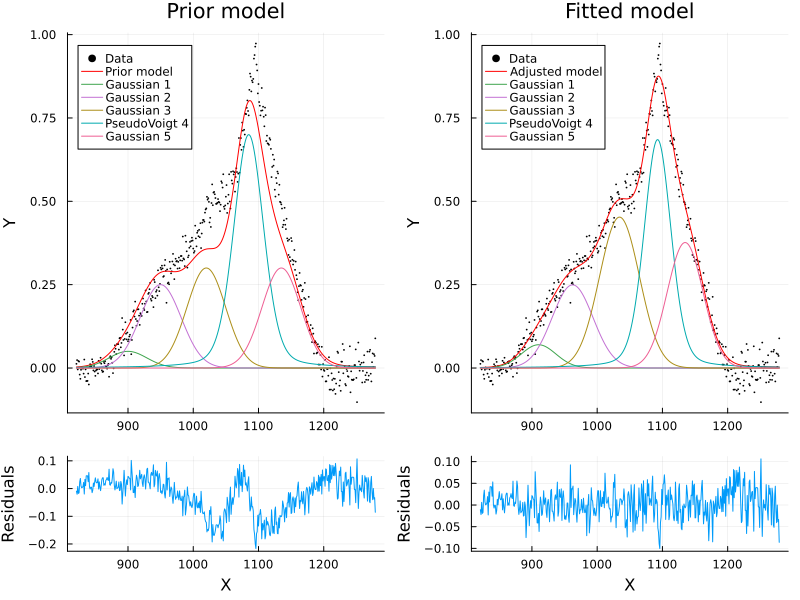 Prior model
Fitted model
1.00
0.75
0.50
0.25
0.00
Y
Data
Prior model
Gaussian 1
Gaussian 2
Gaussian 3
PseudoVoigt 4
Gaussian 5
900
1000
1100
1200
1.00
0.75
0.50
0.25
0.00
Y
Data
Adjusted model
Gaussian 1
Gaussian 2
Gaussian 3
PseudoVoigt 4
Gaussian 5
900
1000
1100
1200
0.1
0.0
−0.1
−0.2
Residuals
900
1000
1100
1200
X
0.10
0.05
0.00
−0.05
−0.10
Residuals
900
1000
1100
1200
X